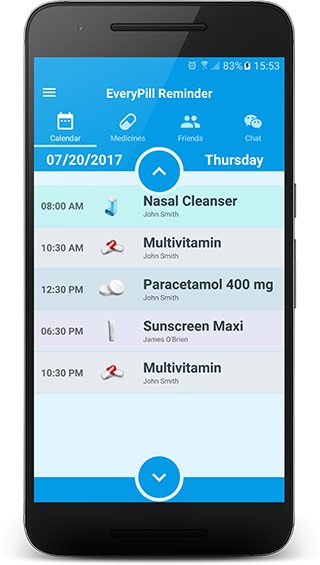 83% 15:53
EveryPill Reminder
Calendar Medicines Friends Chat
07/20/2017 Thursday
08:00 AM Nasal Cleanser
John Smith
10:30 AM Multivitamin
John Smith
12:30 PM Paracetamol 400 mg
John Smith
06:30 PM Sunscreen Maxi
James O'Brien
10:30 PM Multivitamin
John Smith